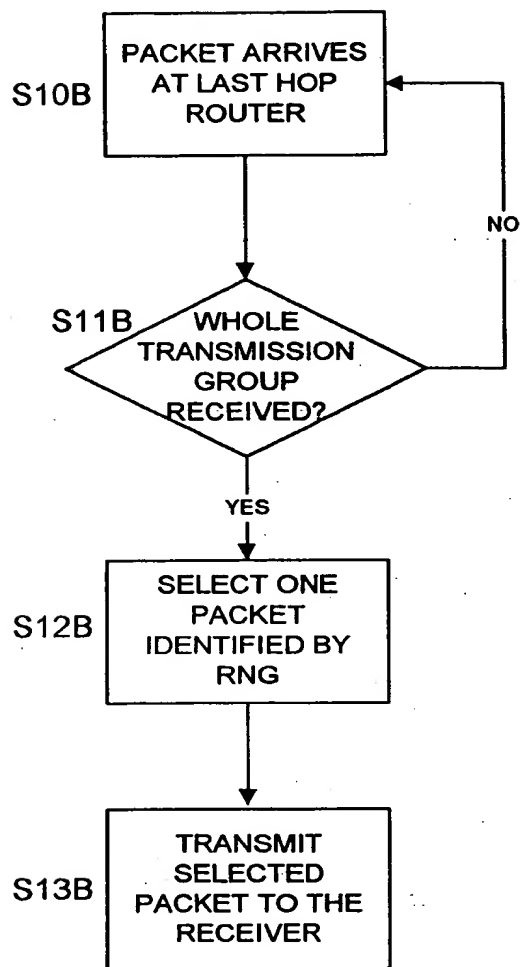 S10B
PACKET ARRIVES
AT LAST HOP
ROUTER
NO
S11B
WHOLE
TRANSMISSION
GROUP
RECEIVED?
YES
S12B
SELECT ONE
PACKET
IDENTIFIED BY
RNG
S13B
TRANSMIT
SELECTED
PACKET TO THE
RECEIVER